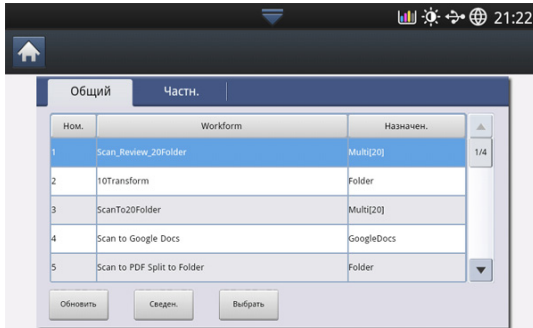 21:22
Общий Частн.
Ном. Workform Назначен.
1 Scan_Review_20Folder Multi[20] 1/4
2 10Transform Folder
3 ScanTo20Folder Multi[20]
4 Scan to Google Docs GoogleDocs
5 Scan to PDF Split to Folder Folder
Обновить Сведен. Выбрать